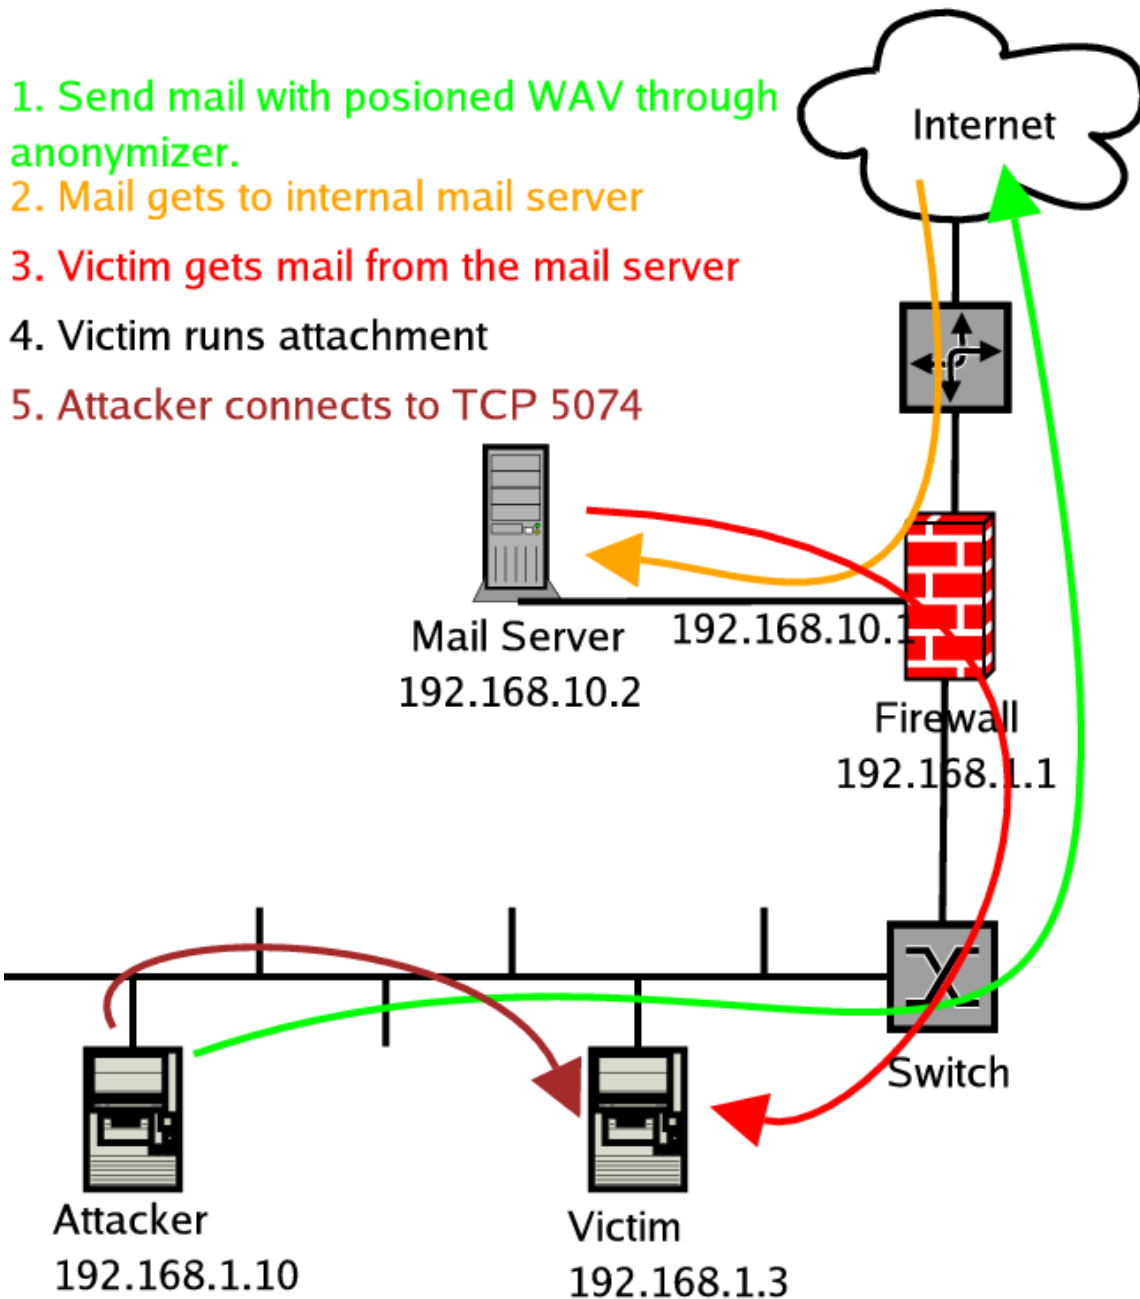 1. Send mail with posioned WAV through
anonymizer.
2. Mail gets to internal mail server
3. Victim gets mail from the mail server
4. Victim runs attachment
5. Attacker connects to TCP 5074
Internet
Mail Server
192.168.10.2
192.168.10.1
Firewall
192.168.1.1
Switch
Attacker
192.168.1.10
Victim
192.168.1.3